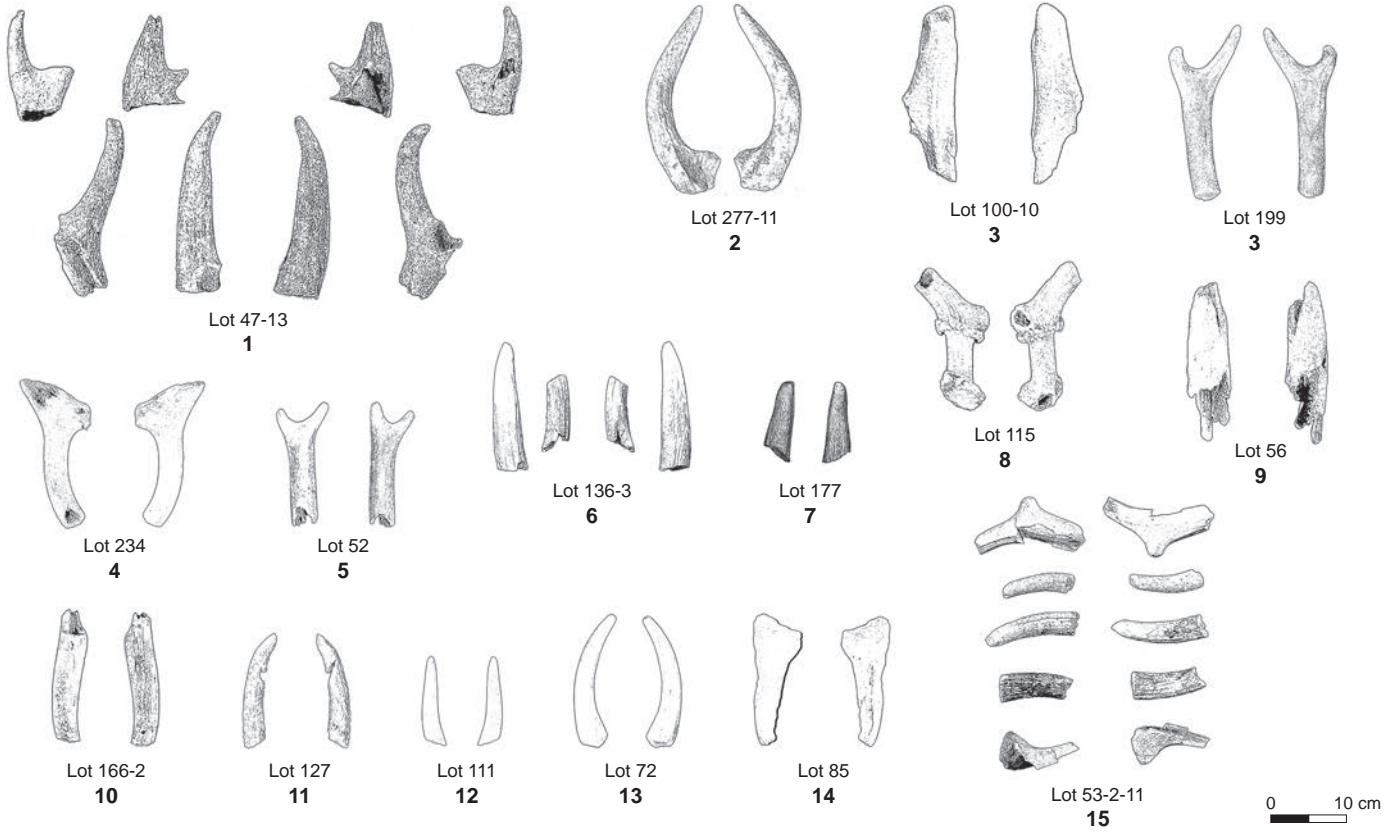 Lot 47-13
1
Lot 277-11
2
Lot 100-10
3
Lot 199
3
Lot 234
4
Lot 52
5
Lot 136-3
6
Lot 177
7
Lot 115
8
Lot 56
9
Lot 166-2
10
Lot 127
11
Lot 111
12
Lot 72
13
Lot 85
14
Lot 53-2-11
15
0 10 cm